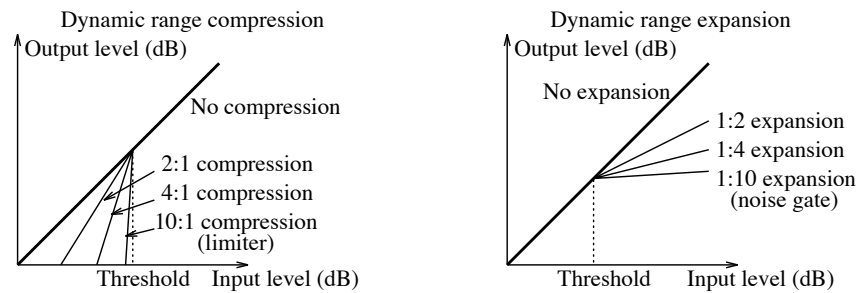 Dynamic range compression
Output level (dB)
No compression
2:1 compression
4:1 compression
10:1 compression
(limiter)
Threshold
Input level (dB)
Dynamic range expansion
Output level (dB)
No expansion
1:2 expansion
1:4 expansion
1:10 expansion
(noise gate)
Threshold
Input level (dB)